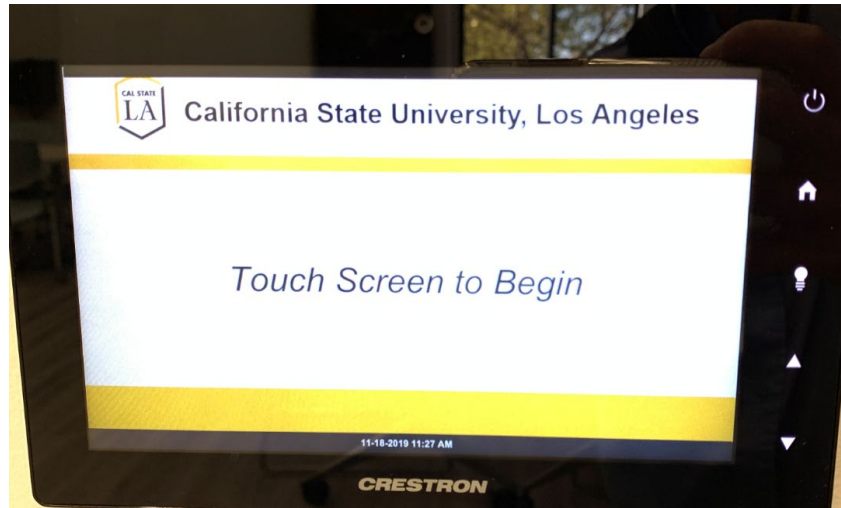 CAL STATE
LA
California State University, Los Angeles
Touch Screen to Begin
11-18-2019 11:27 AM
CRESTRON